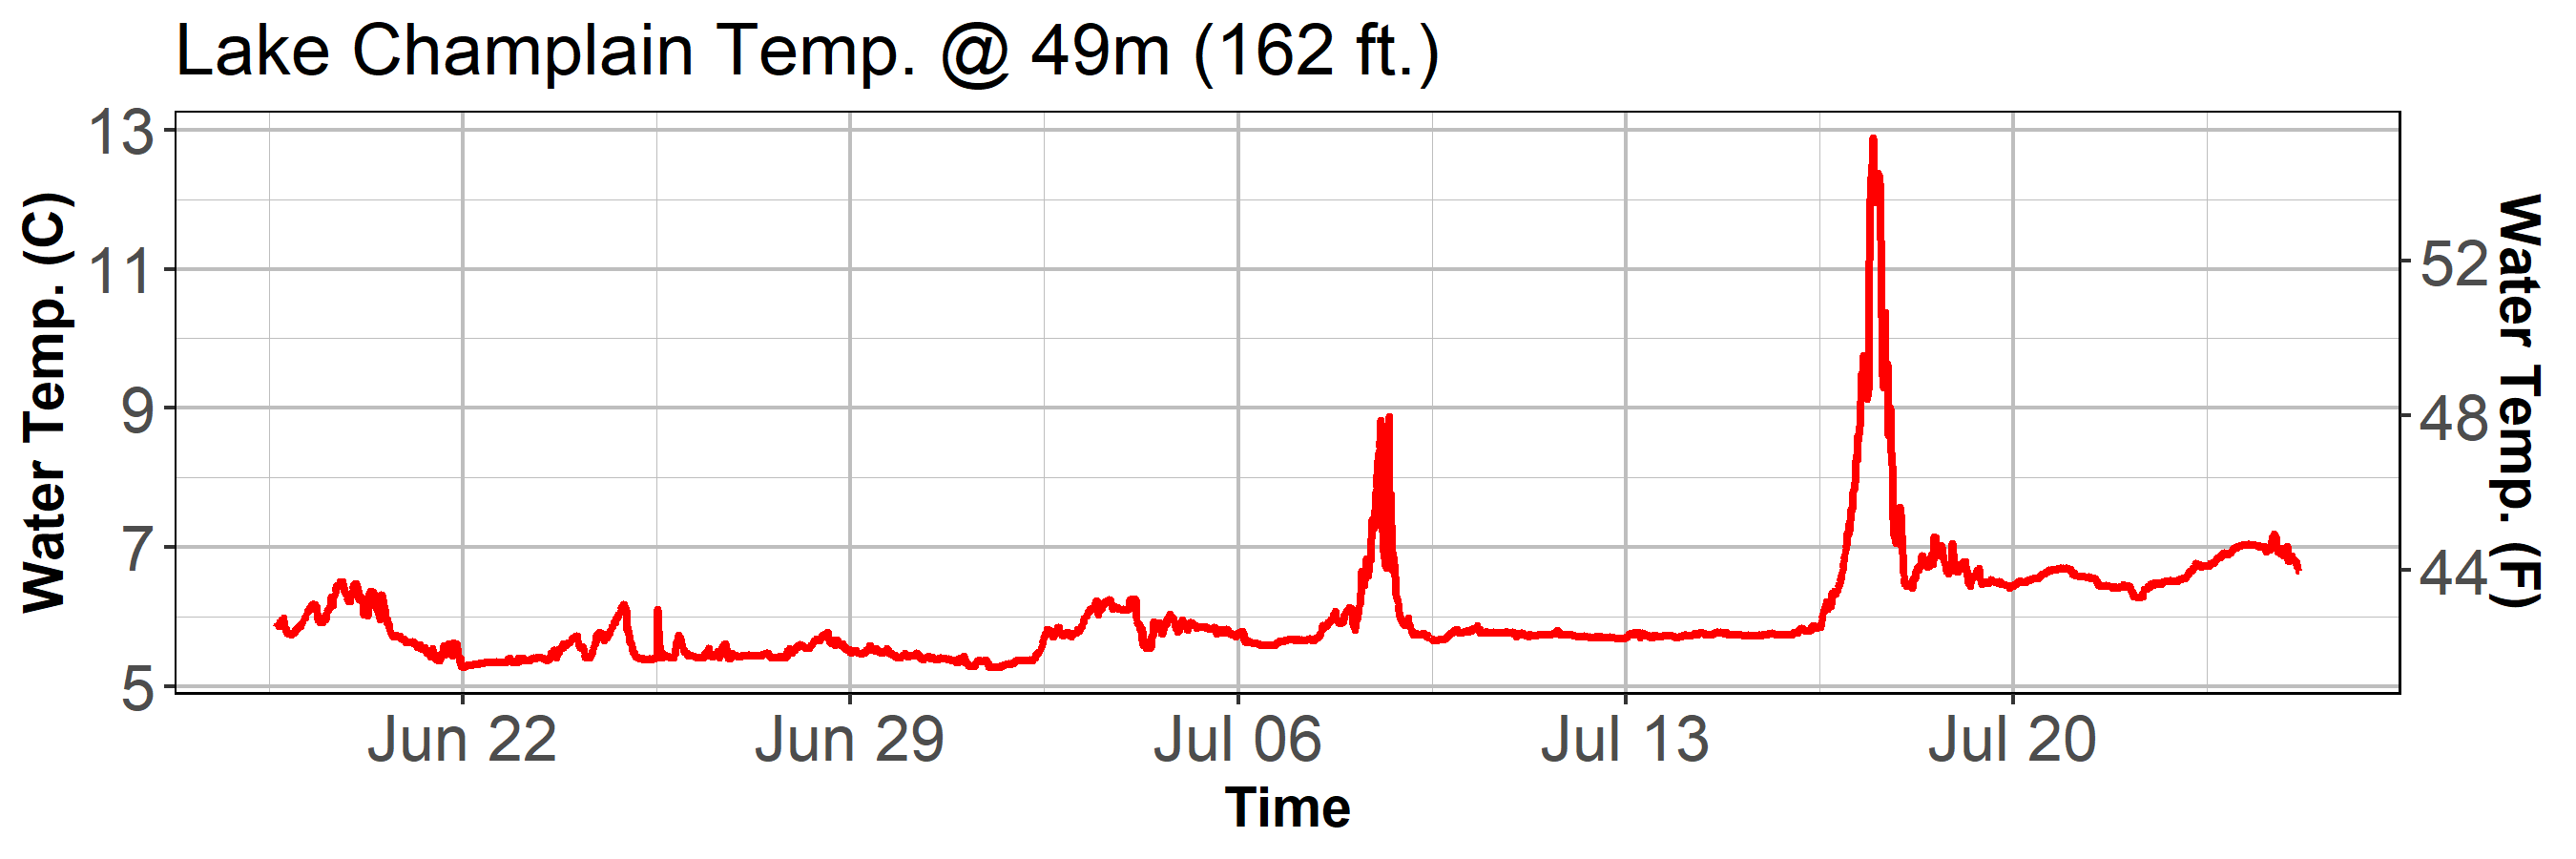 Lake Champlain Temp. @ 49m (162 ft.)
Water Temp. (C)
13
11
9
7
5
52
48
44
Water Temp. (F)
Jun 22
Jun 29
Jul 06
Jul 13
Jul 20
Time